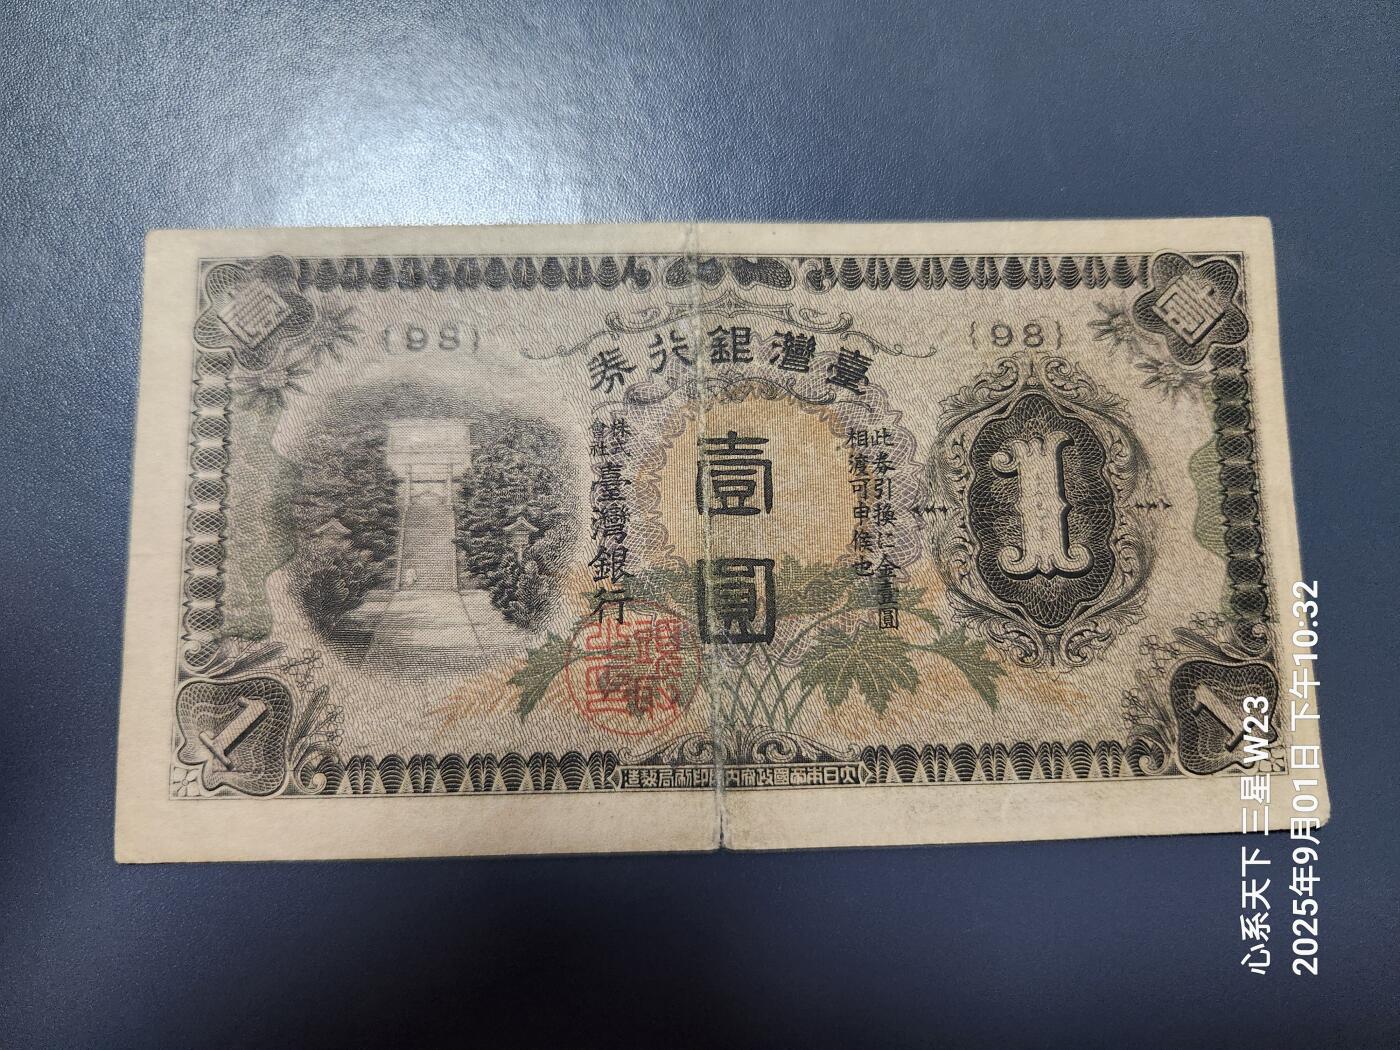 壹
壹
{98}
{98}
臺灣銀行券
此券引換に金壹圓
相渡可申候也
壹圓
株式會社臺灣銀行
1
1
1
大日本帝國政府内閣印刷局製造
心系天下 三星 W23
2025年9月01日 下午10:32